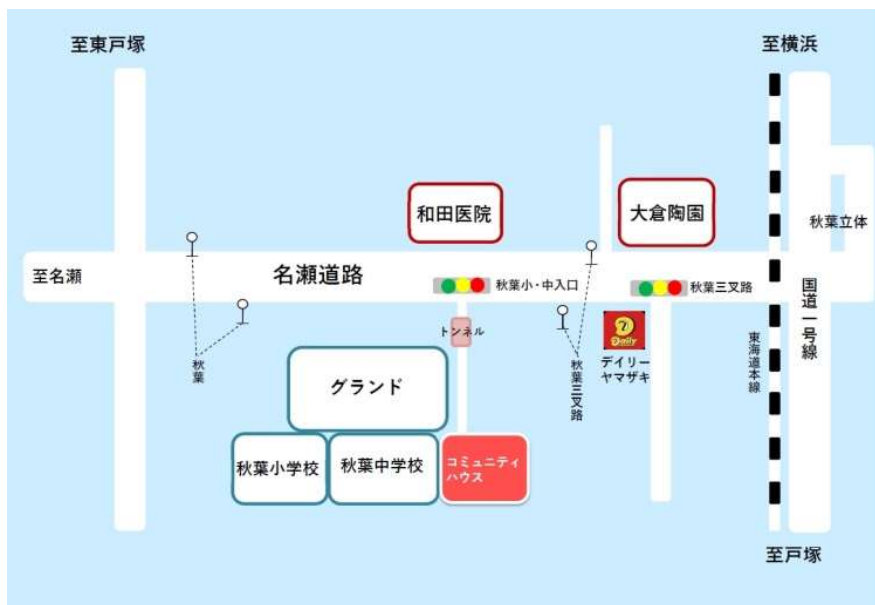 至東戸塚
至横浜
和田医院
大倉陶園
秋葉立体
至名瀬
名瀬道路
秋葉小・中入口
秋葉三叉路
国道一号線
トンネル
Daily
デイリー
ヤマザキ
東海道本線
秋葉
秋葉三叉路
グランド
秋葉小学校
秋葉中学校
コミュニティ
ハウス
至戸塚